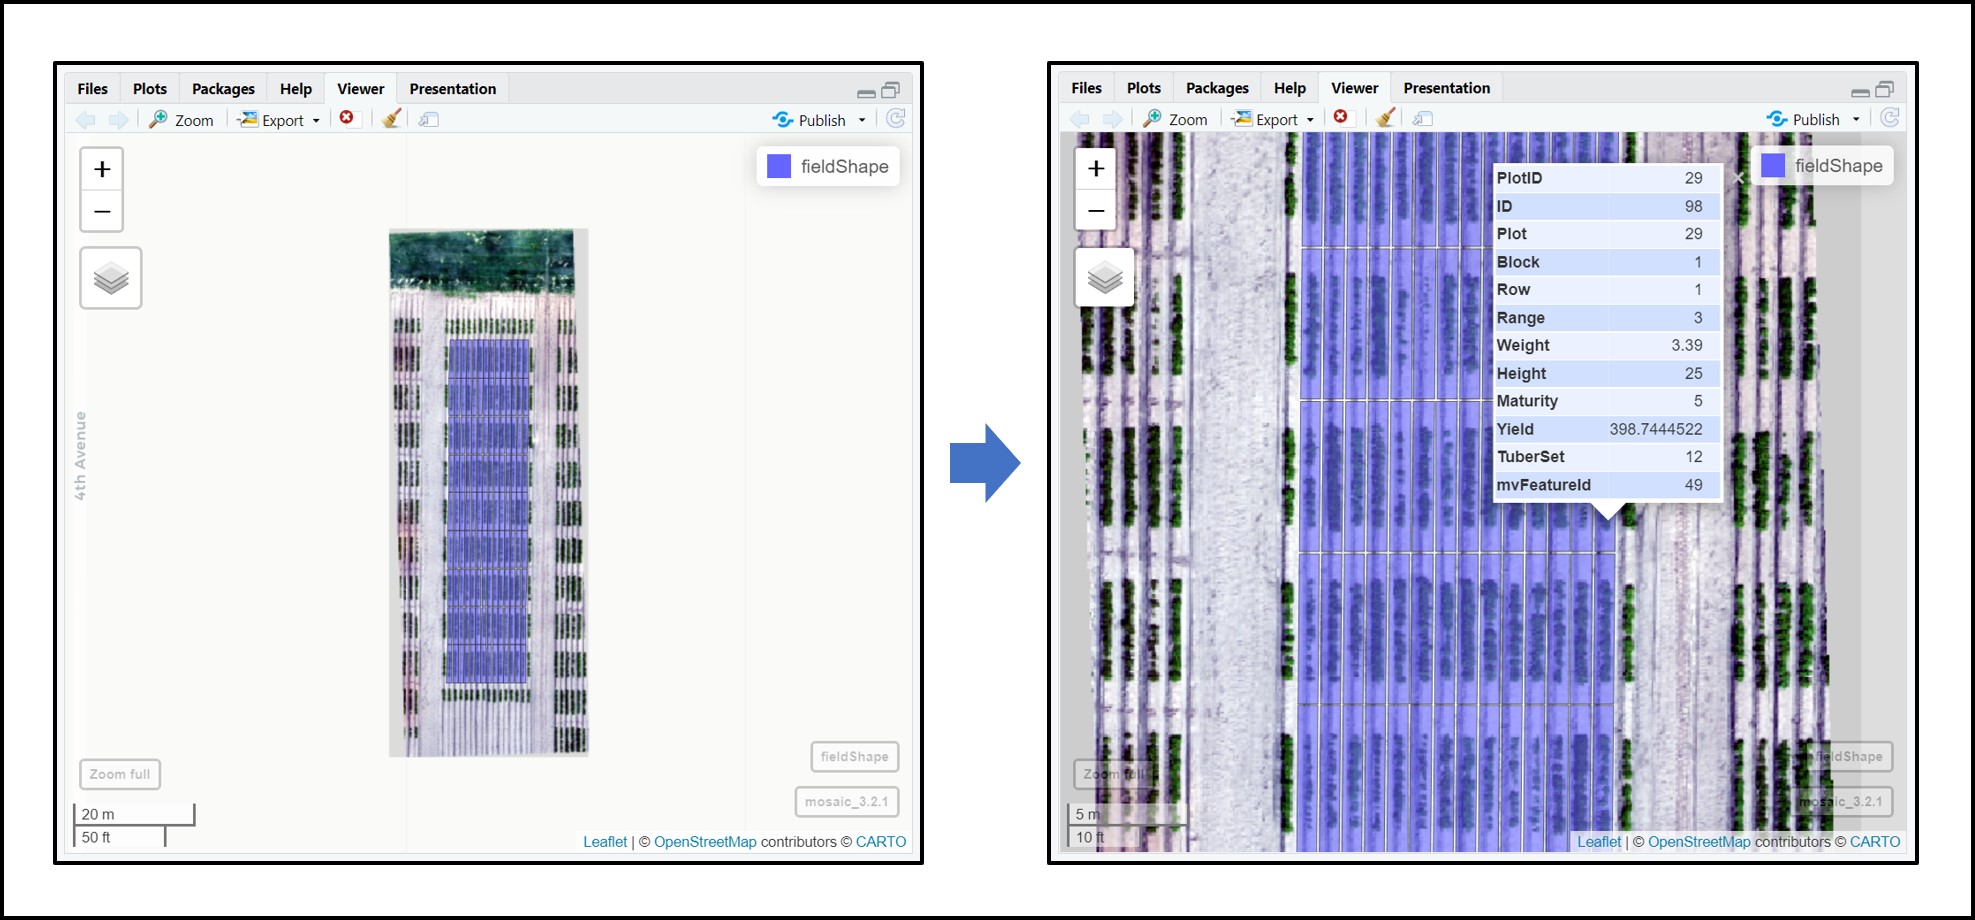 Files Plots Packages Help Viewer Presentation
Zoom Export Publish
+
fieldShape
−
4th Avenue
Zoom full
fieldShape
mosaic_3.2.1
20 m
50 ft
Leaflet | © OpenStreetMap contributors © CARTO
Files Plots Packages Help Viewer Presentation
Zoom Export Publish
+
× fieldShape
−
PlotID 29
ID 98
Plot 29
Block 1
Row 1
Range 3
Weight 3.39
Height 25
Maturity 5
Yield 398.7444522
TuberSet 12
mvFeatureId 49
Zoom full
fieldShape
mosaic_3.2.1
5 m
10 ft
Leaflet | © OpenStreetMap contributors © CARTO